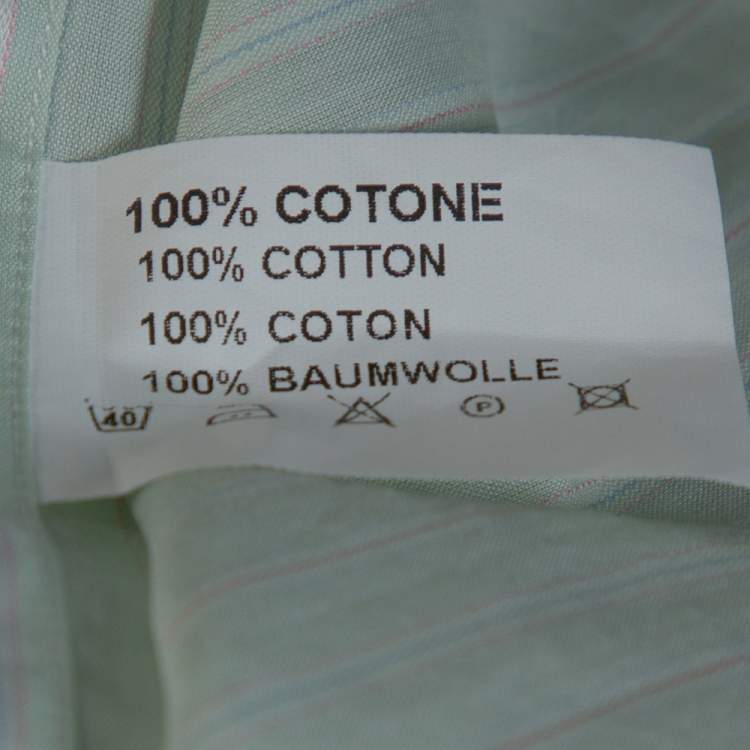 100% COTONE
100% COTTON
100% COTON
100% BAUMWOLLE
40 P